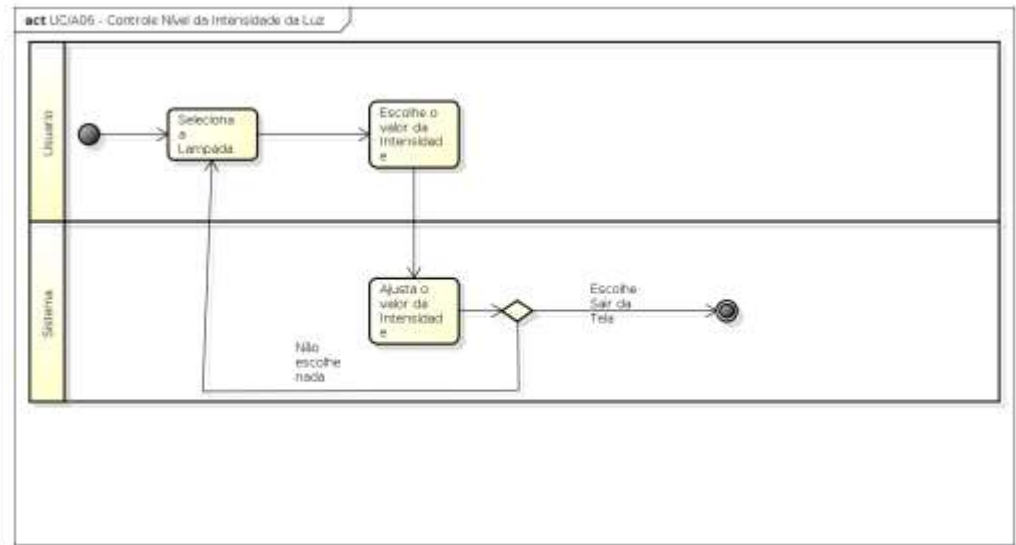 act UC/A06 - Controle Nível da Intensidade da Luz
Usuario
Seleciona
a
Lampada
Escolhe o
valor da
Intensidad
e
Sistema
Ajusta o
valor da
Intensidad
e
Escolhe
Sair da
Tela
Não
escolhe
nada